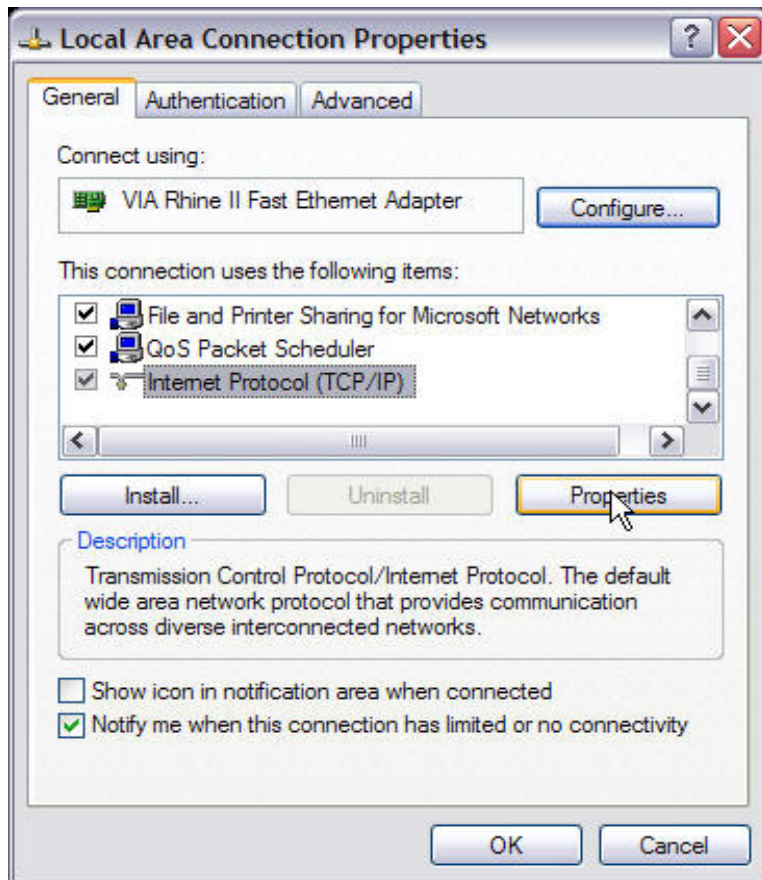 Local Area Connection Properties
General Authentication Advanced
Connect using:
VIA Rhine II Fast Ethernet Adapter
Configure...
This connection uses the following items:
File and Printer Sharing for Microsoft Networks
QoS Packet Scheduler
Internet Protocol (TCP/IP)
Install... Uninstall Properties
Description
Transmission Control Protocol/Internet Protocol. The default
wide area network protocol that provides communication
across diverse interconnected networks.
Show icon in notification area when connected
Notify me when this connection has limited or no connectivity
OK Cancel